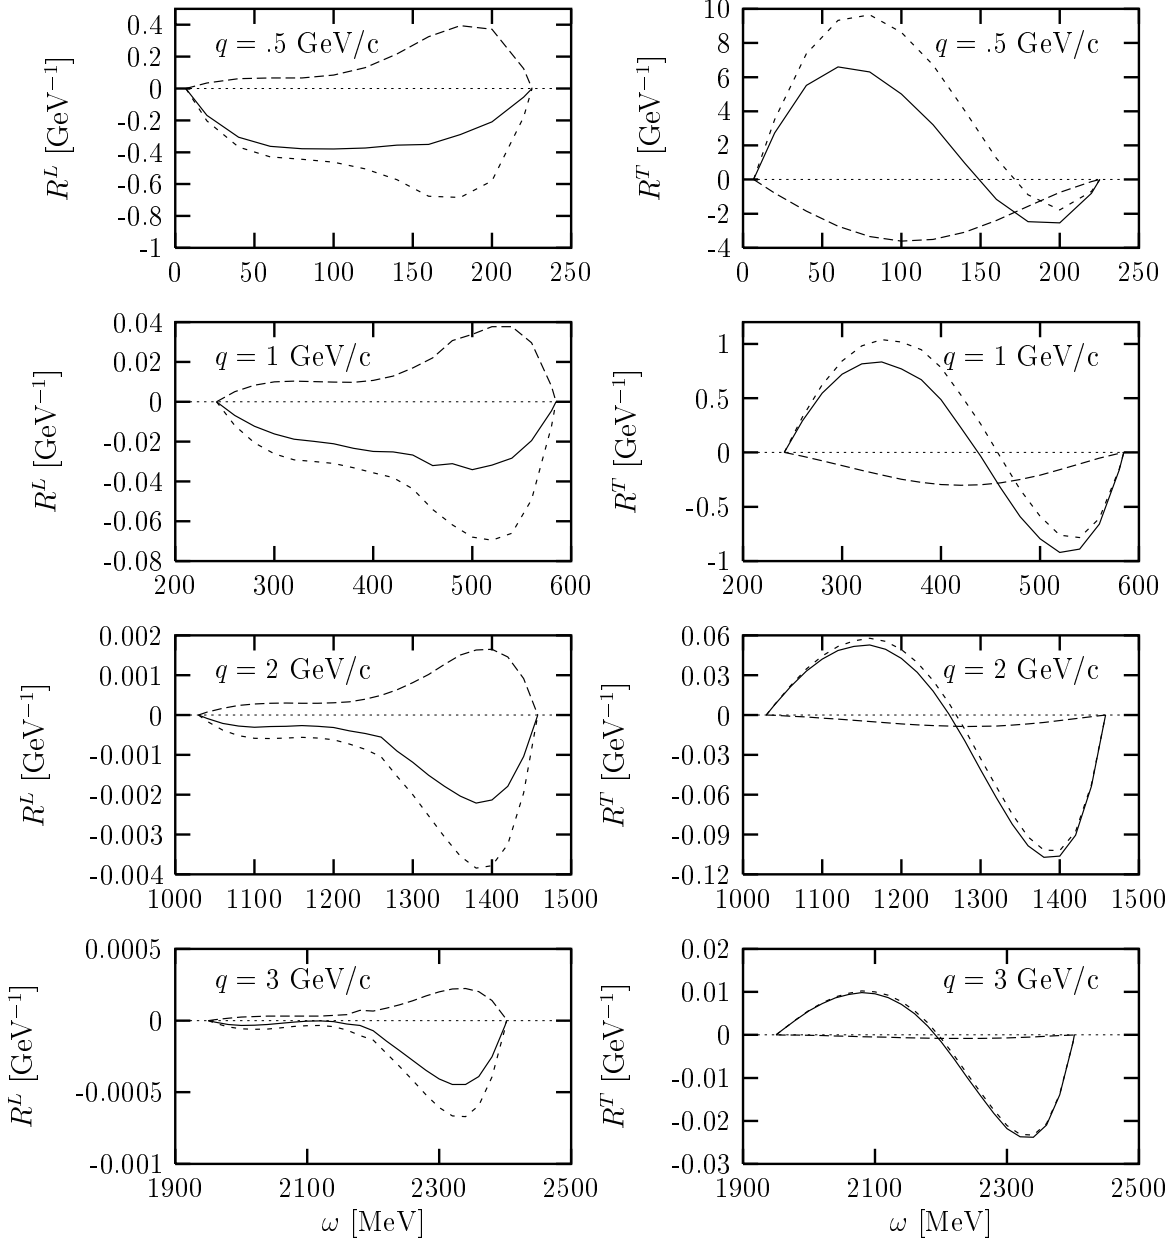 0.4
0.2
0
-0.2
-0.4
-0.6
-0.8
-1
R^L [GeV⁻¹]
q = .5 GeV/c
0 50 100 150 200 250
10
8
6
4
2
0
-2
-4
R^T [GeV⁻¹]
q = .5 GeV/c
0 50 100 150 200 250
0.04
0.02
0
-0.02
-0.04
-0.06
-0.08
R^L [GeV⁻¹]
q = 1 GeV/c
200 300 400 500 600
1
0.5
0
-0.5
-1
R^T [GeV⁻¹]
q = 1 GeV/c
200 300 400 500 600
0.002
0.001
0
-0.001
-0.002
-0.003
-0.004
R^L [GeV⁻¹]
q = 2 GeV/c
1000 1100 1200 1300 1400 1500
0.06
0.03
0
-0.03
-0.06
-0.09
-0.12
R^T [GeV⁻¹]
q = 2 GeV/c
1000 1100 1200 1300 1400 1500
0.0005
0
-0.0005
-0.001
R^L [GeV⁻¹]
q = 3 GeV/c
1900 2100 2300 2500
ω [MeV]
0.02
0.01
0
-0.01
-0.02
-0.03
R^T [GeV⁻¹]
q = 3 GeV/c
1900 2100 2300 2500
ω [MeV]